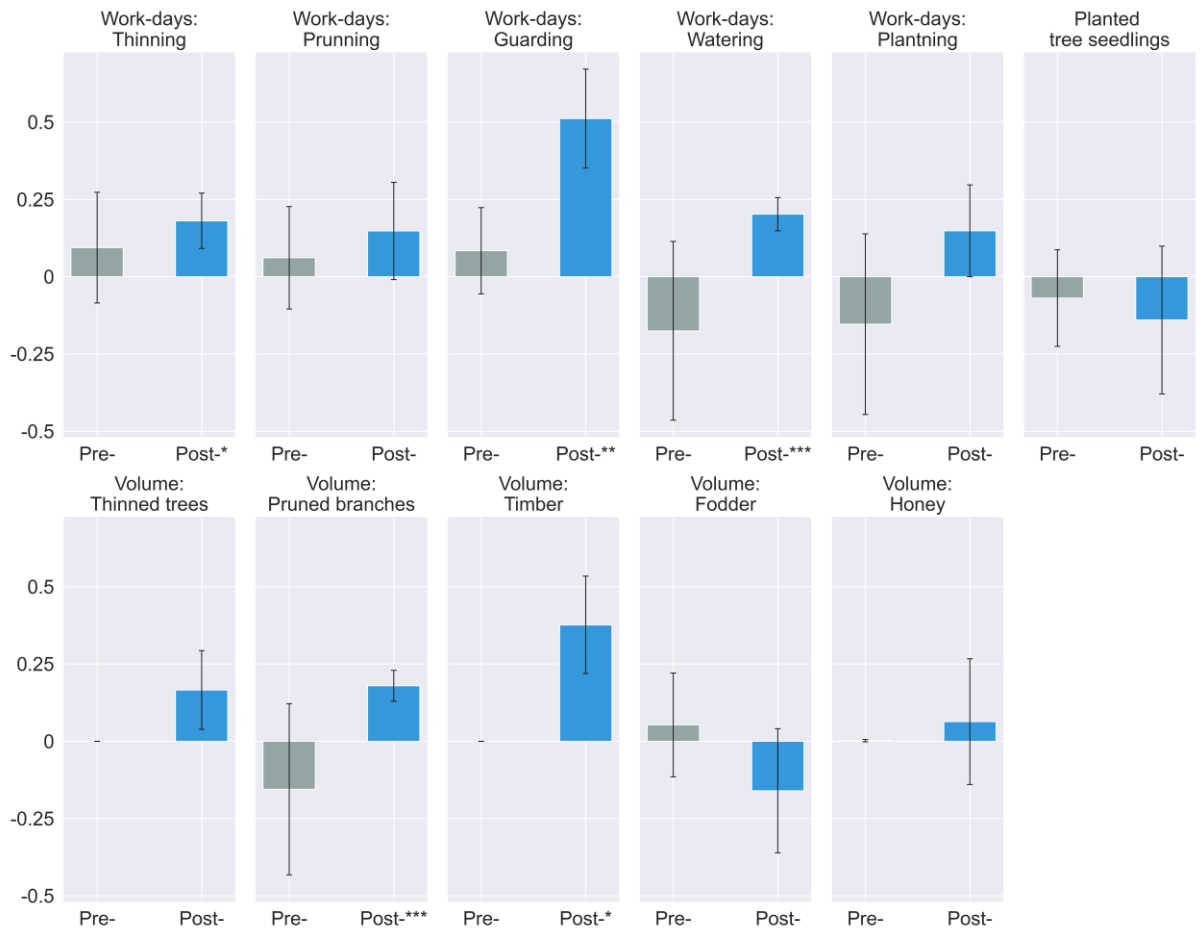 Work-days:
Thinning
Work-days:
Prunning
Work-days:
Guarding
Work-days:
Watering
Work-days:
Plantning
Planted
tree seedlings
0.5
0.25
0
-0.25
-0.5
Pre- Post-*
Pre- Post-
Pre- Post-**
Pre- Post-***
Pre- Post-
Pre- Post-
Volume:
Thinned trees
Volume:
Pruned branches
Volume:
Timber
Volume:
Fodder
Volume:
Honey
0.5
0.25
0
-0.25
-0.5
Pre- Post-
Pre- Post-***
Pre- Post-*
Pre- Post-
Pre- Post-